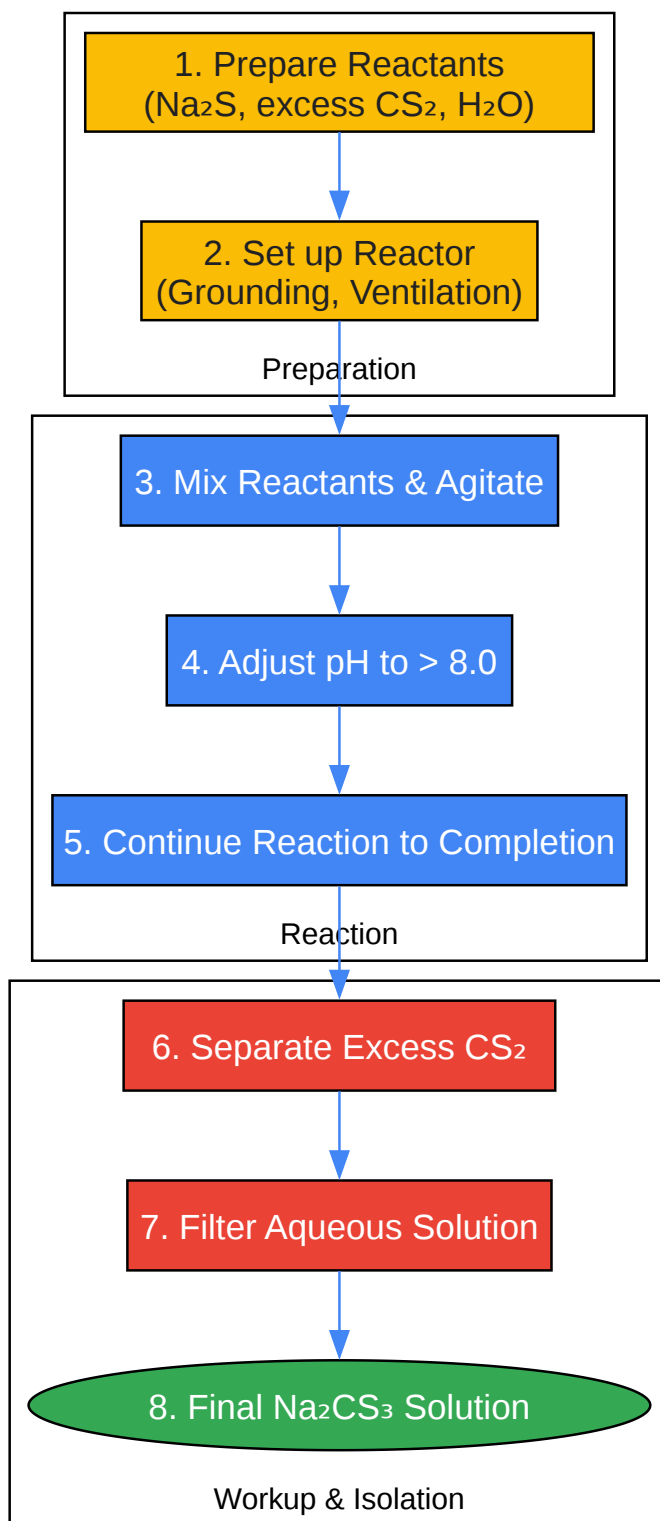 1. Prepare Reactants
(Na₂S, excess CS₂, H₂O)
2. Set up Reactor
(Grounding, Ventilation)
Preparation
3. Mix Reactants & Agitate
4. Adjust pH to > 8.0
5. Continue Reaction to Completion
Reaction
6. Separate Excess CS₂
7. Filter Aqueous Solution
8. Final Na₂CS₃ Solution
Workup & Isolation